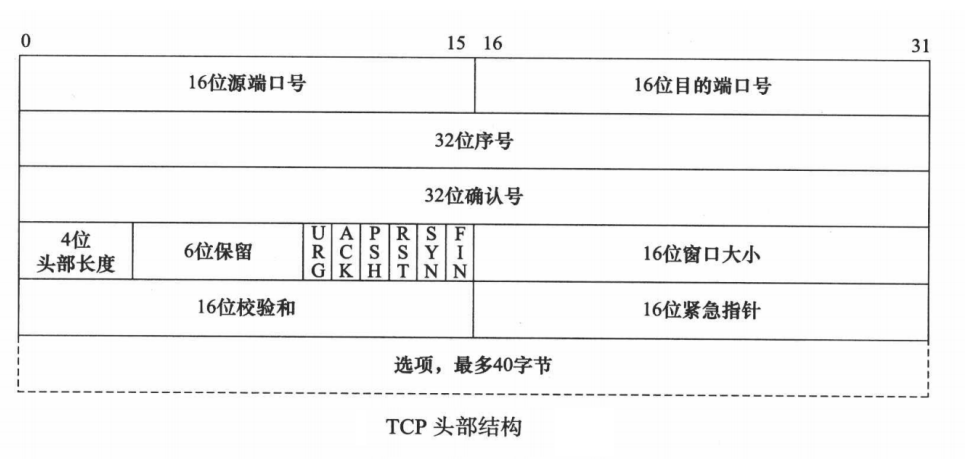 0 15 16 31
16位源端口号 16位目的端口号
32位序号
32位确认号
4位
头部长度 6位保留 URG ACK PSH RST SYN FIN 16位窗口大小
16位校验和 16位紧急指针
选项，最多40字节
TCP 头部结构